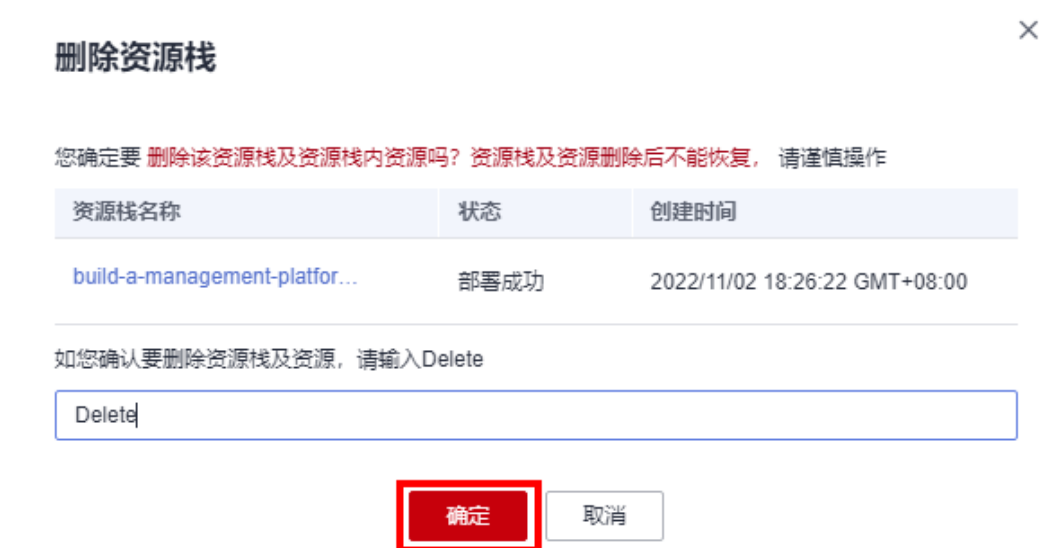 删除资源栈
您确定要 删除该资源栈及资源栈内资源吗？资源栈及资源删除后不能恢复， 请谨慎操作
资源栈名称 状态 创建时间
build-a-management-platfor... 部署成功 2022/11/02 18:26:22 GMT+08:00
如您确认要删除资源栈及资源，请输入Delete
Delete
确定 取消